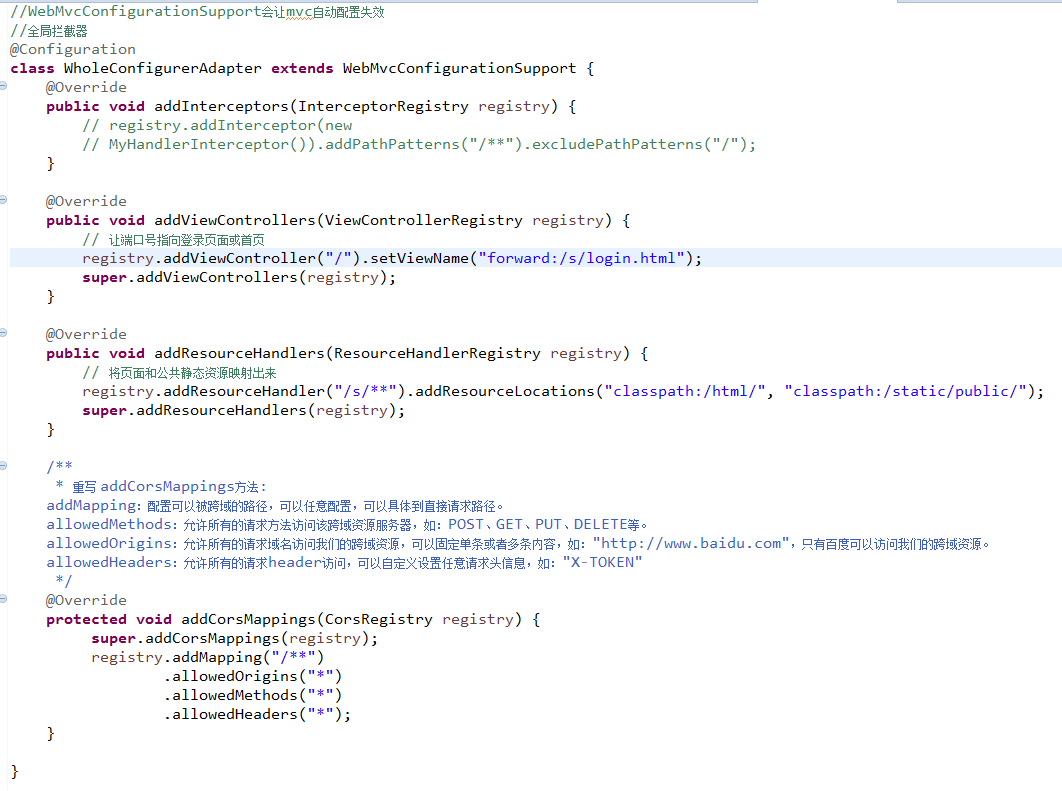 //WebMvcConfigurationSupport会让mvc自动配置失效
//全局拦截器
@Configuration
class WholeConfigurerAdapter extends WebMvcConfigurationSupport {
    @Override
    public void addInterceptors(InterceptorRegistry registry) {
        // registry.addInterceptor(new
        // MyHandlerInterceptor()).addPathPatterns("/**").excludePathPatterns("/");
    }
    @Override
    public void addViewControllers(ViewControllerRegistry registry) {
        // 让端口号指向登录页面或首页
        registry.addViewController("/").setViewName("forward:/s/login.html");
        super.addViewControllers(registry);
    }
    @Override
    public void addResourceHandlers(ResourceHandlerRegistry registry) {
        // 将页面和公共静态资源映射出来
        registry.addResourceHandler("/s/**").addResourceLocations("classpath:/html/", "classpath:/static/public/");
        super.addResourceHandlers(registry);
    }
    /**
     * 重写 addCorsMappings方法：
    addMapping：配置可以被跨域的路径，可以任意配置，可以具体到直接请求路径。
    allowedMethods：允许所有的请求方法访问该跨域资源服务器，如：POST、GET、PUT、DELETE等。
    allowedOrigins：允许所有的请求域名访问我们的跨域资源，可以固定单条或者多条内容，如："http://www.baidu.com"，只有百度可以访问我们的跨域资源。
    allowedHeaders：允许所有的请求header访问，可以自定义设置任意请求头信息，如："X-TOKEN"
     */
    @Override
    protected void addCorsMappings(CorsRegistry registry) {
         super.addCorsMappings(registry);
         registry.addMapping("/**")
                 .allowedOrigins("*")
                 .allowedMethods("*")
                 .allowedHeaders("*");
    }
}